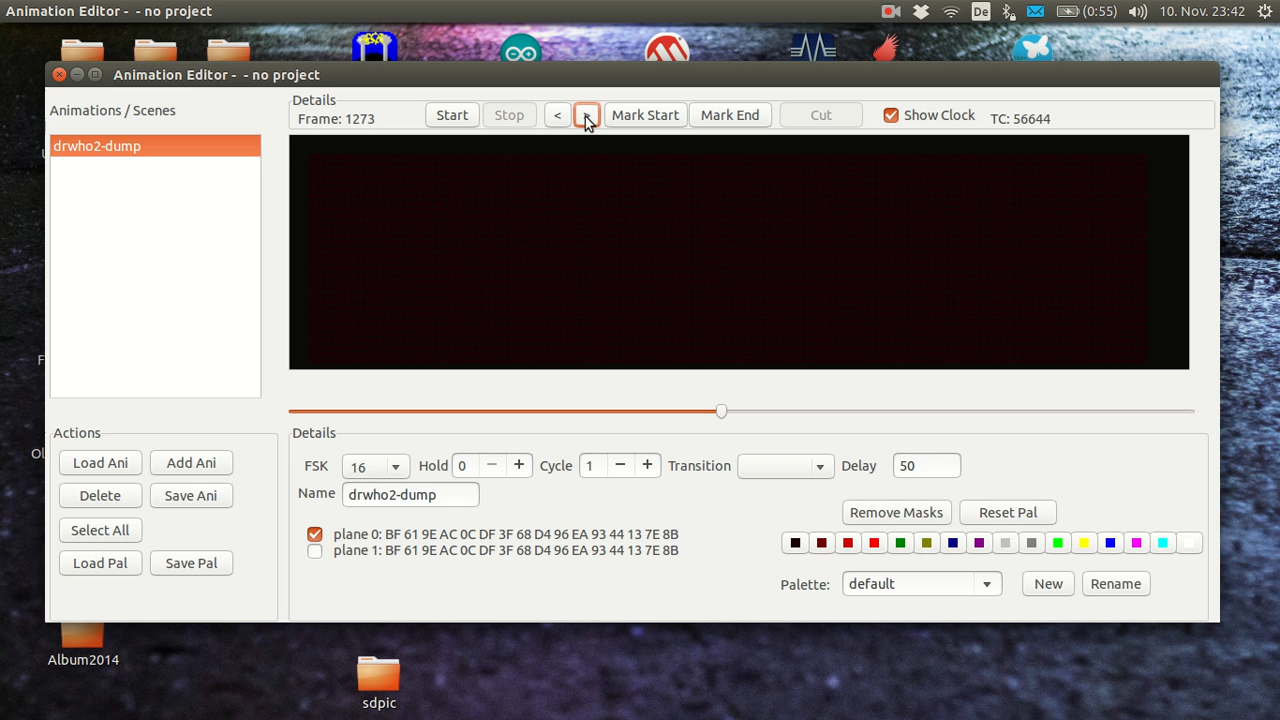 Animation Editor - - no project
De
(0:55)
10. Nov. 23:42
Animation Editor - - no project
Animations / Scenes
drwho2-dump
Details
Frame: 1273
Start
Stop
<
Mark Start
Mark End
Cut
Show Clock
TC: 56644
Actions
Load Ani
Add Ani
Delete
Save Ani
Select All
Load Pal
Save Pal
Details
FSK
16
Hold
0
− +
Cycle
1
− +
Transition
Delay
50
Name
drwho2-dump
Remove Masks
Reset Pal
plane 0: BF 61 9E AC 0C DF 3F 68 D4 96 EA 93 44 13 7E 8B
plane 1: BF 61 9E AC 0C DF 3F 68 D4 96 EA 93 44 13 7E 8B
Palette:
default
New
Rename
Album2014
sdpic